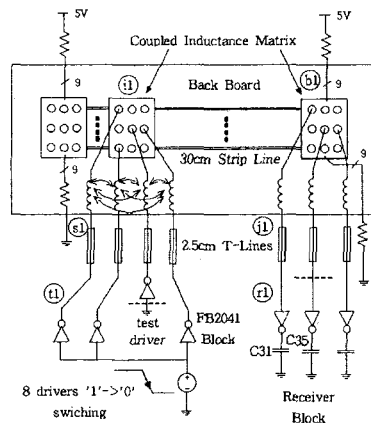 5V
5V
Coupled Inductance Matrix
i1
b1
9
9
Back Board
9
9
30cm Strip Line
s1
j1
2.5cm T-Lines
t1
r1
test
driver
FB2041
Block
C31
C35
8 drivers '1'->'0'
swiching
Receiver
Block